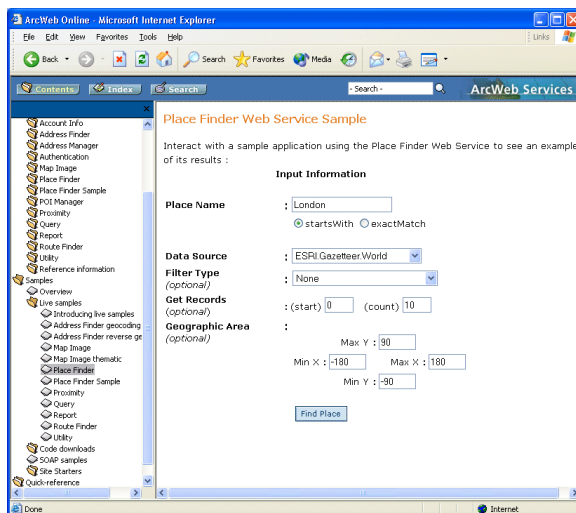 ArcWeb Online - Microsoft Internet Explorer
File Edit View Favorites Tools Help
Links
Back Search Favorites Media
Contents Index Search
- Search -
ArcWeb Services
Account Info
Address Finder
Address Manager
Authentication
Map Image
Place Finder
Place Finder Sample
POI Manager
Proximity
Query
Report
Route Finder
Utility
Reference information
Samples
Overview
Live samples
Introducing live samples
Address Finder geocoding
Address Finder reverse ge
Map Image
Map Image thematic
Place Finder
Place Finder Sample
Proximity
Query
Report
Route Finder
Utility
Code downloads
SOAP samples
Site Starters
Quick-reference
Place Finder Web Service Sample
Interact with a sample application using the Place Finder Web Service to see an example
of its results :
Input Information
Place Name : London
startsWith exactMatch
Data Source : ESRI.Gazetteer.World
Filter Type : None
(optional)
Get Records : (start) 0 (count) 10
(optional)
Geographic Area :
(optional)
Max Y : 90
Min X : -180 Max X : 180
Min Y : -90
Find Place
Done
Internet